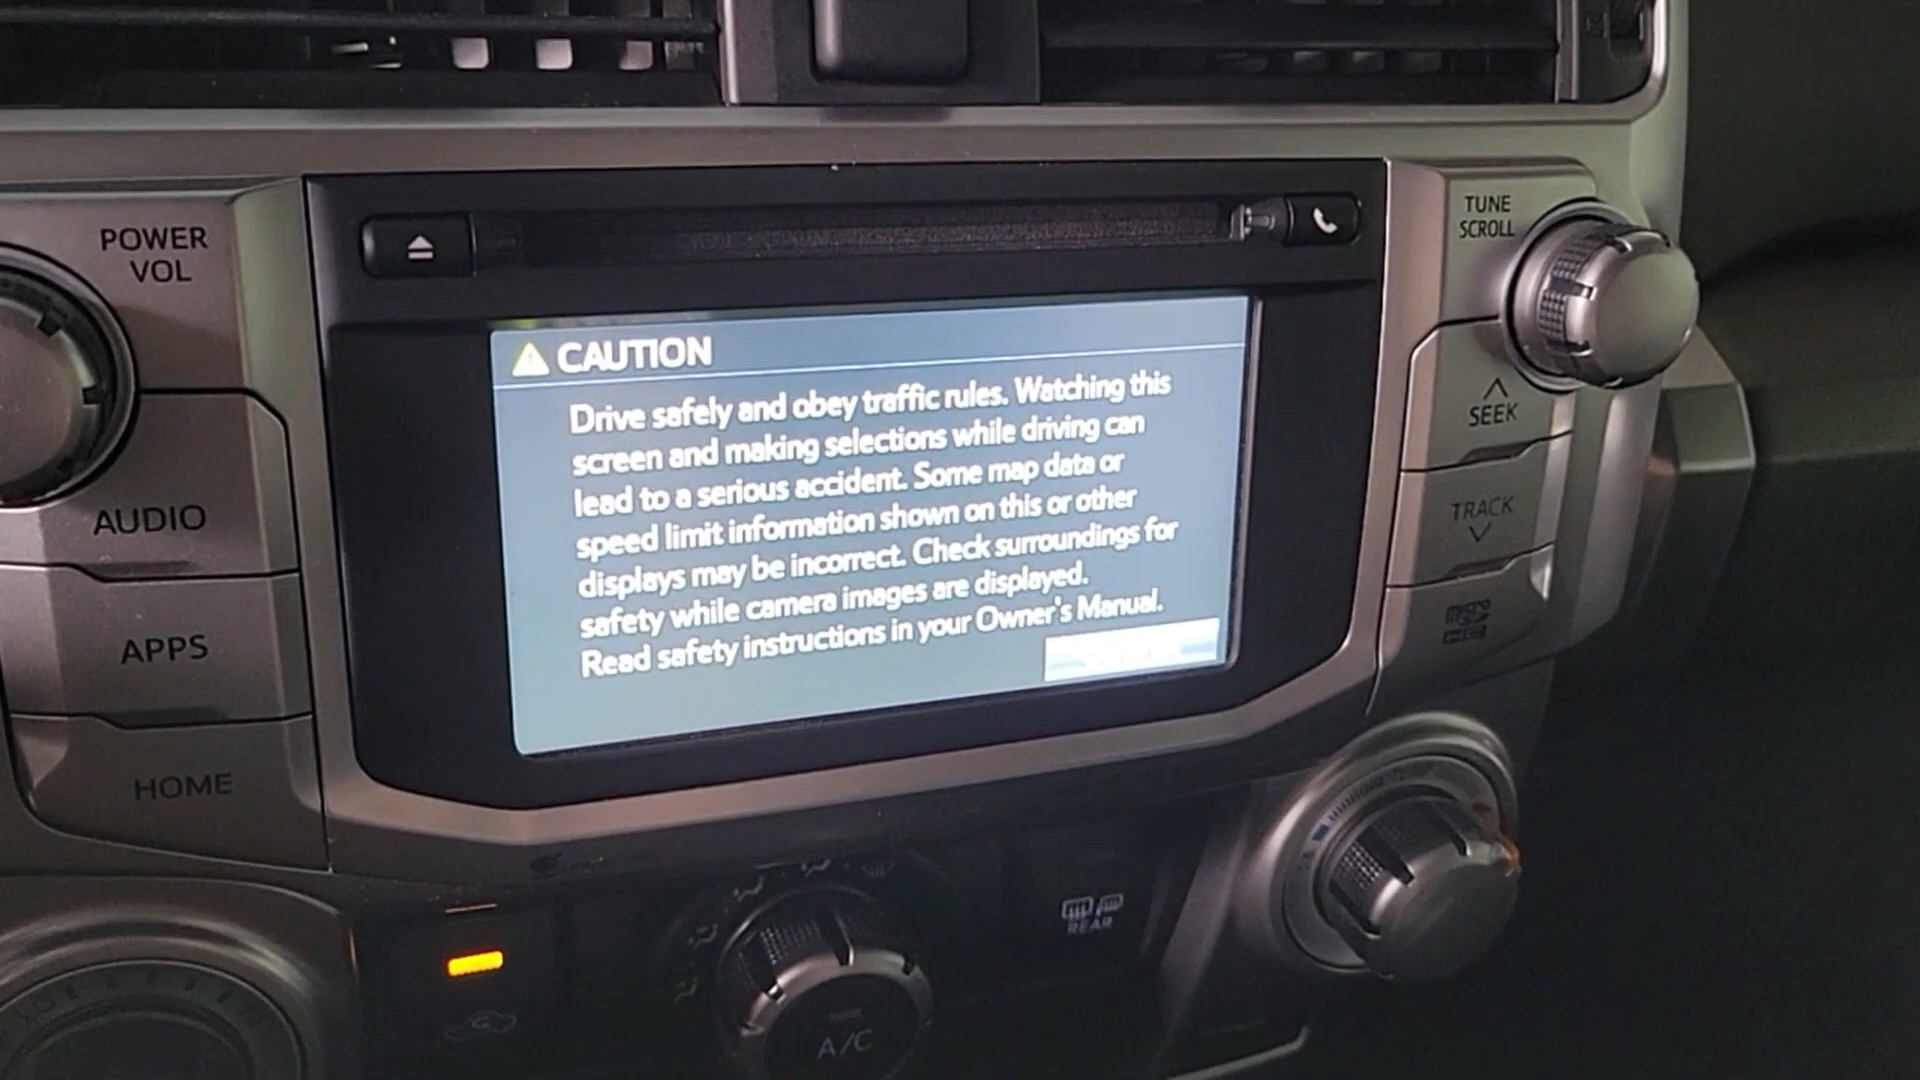 POWER
VOL
AUDIO
APPS
HOME
CAUTION
Drive safely and obey traffic rules. Watching this
screen and making selections while driving can
lead to a serious accident. Some map data or
speed limit information shown on this or other
displays may be incorrect. Check surroundings for
safety while camera images are displayed.
Read safety instructions in your Owner's Manual.
TUNE
SCROLL
SEEK
TRACK
micro
REAR
A/C